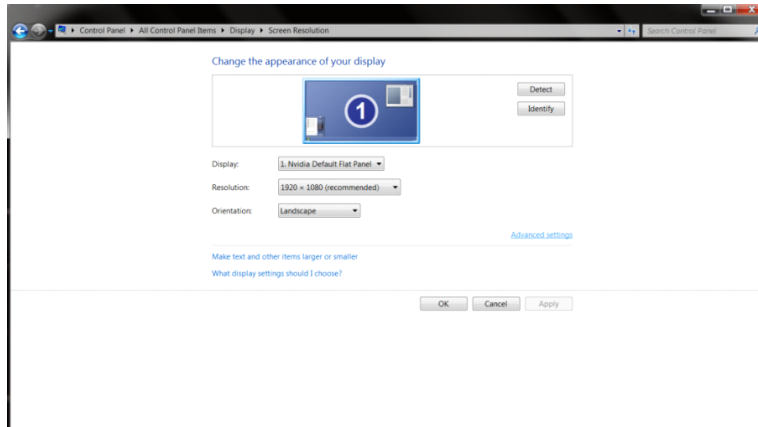 Control Panel ▸ All Control Panel Items ▸ Display ▸ Screen Resolution
Search Control Panel
Change the appearance of your display
1
Detect
Identify
Display: 1. Nvidia Default Flat Panel
Resolution: 1920 × 1080 (recommended)
Orientation: Landscape
Advanced settings
Make text and other items larger or smaller
What display settings should I choose?
OK Cancel Apply